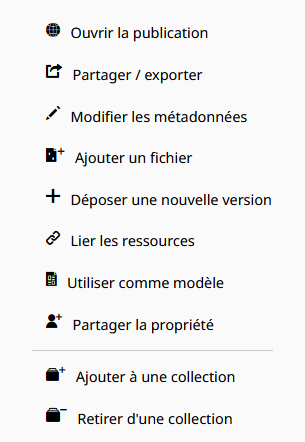 Ouvrir la publication
Partager / exporter
Modifier les métadonnées
Ajouter un fichier
Déposer une nouvelle version
Lier les ressources
Utiliser comme modèle
Partager la propriété
Ajouter à une collection
Retirer d'une collection